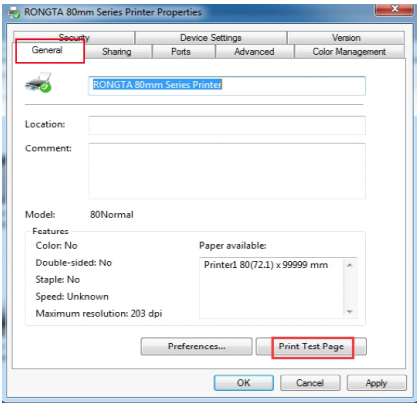 RONGTA 80mm Series Printer Properties
Security Device Settings Version
General Sharing Ports Advanced Color Management
RONGTA 80mm Series Printer
Location:
Comment:
Model: 80Normal
Features
Color: No Paper available:
Double-sided: No Printer1 80(72.1) x 99999 mm
Staple: No
Speed: Unknown
Maximum resolution: 203 dpi
Preferences... Print Test Page
OK Cancel Apply